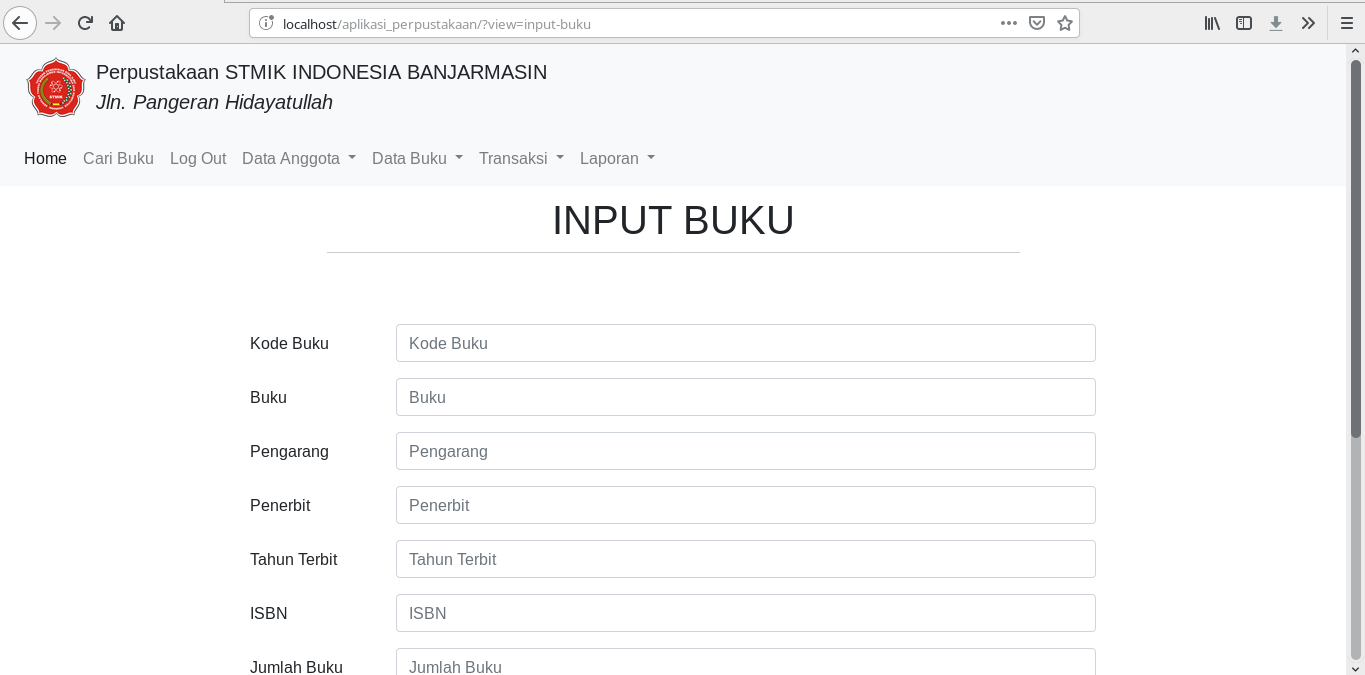 localhost/aplikasi_perpustakaan/?view=input-buku
Perpustakaan STMIK INDONESIA BANJARMASIN
Jln. Pangeran Hidayatullah
Home Cari Buku Log Out Data Anggota Data Buku Transaksi Laporan
INPUT BUKU
Kode Buku Kode Buku
Buku Buku
Pengarang Pengarang
Penerbit Penerbit
Tahun Terbit Tahun Terbit
ISBN ISBN
Jumlah Buku Jumlah Buku